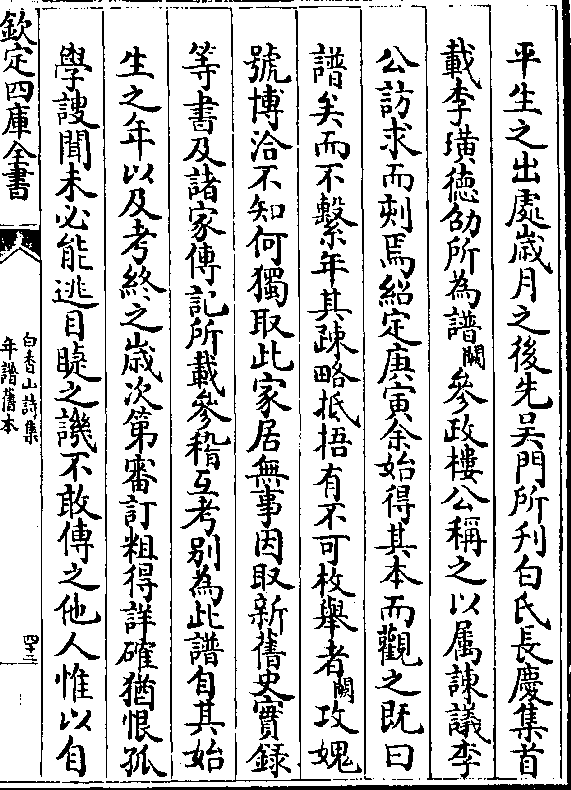 平生之出處歲月之後先吳門所刋白氏長慶集首
載李璜德劭所為譜闕參政樓公稱之以屬諫議李
公訪求而刻焉紹定庚寅余始得其本而觀之既曰
譜矣而不繫年其疎略抵捂有不可枚舉者闕攻媿
號博洽不知何獨取此家居無事因取新舊史實錄
等書及諸家傳記所載參稽互考别為此譜自其始
生之年以及考終之歲次第審訂粗得詳確猶恨孤
學謏聞未必能逃目睫之譏不敢傳之他人惟以自
欽定四庫全書
白香山詩集
年譜舊本
四十三